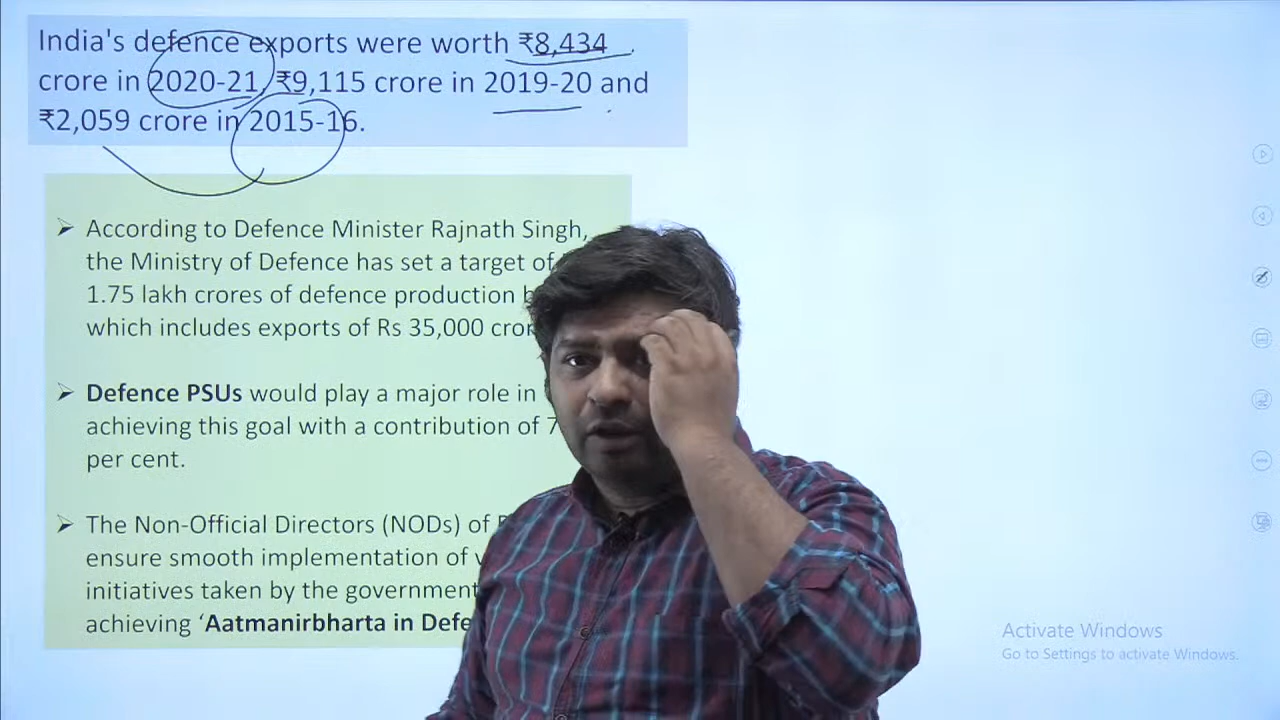 India's defence exports were worth ₹8,434
crore in 2020-21, ₹9,115 crore in 2019-20 and
₹2,059 crore in 2015-16.
➢ According to Defence Minister Rajnath Singh,
the Ministry of Defence has set a target of
1.75 lakh crores of defence production
which includes exports of Rs 35,000
➢ Defence PSUs would play a major role in
achieving this goal with a contribution of
per cent.
➢ The Non-Official Directors (NODs) of
ensure smooth implementation of
initiatives taken by the government
achieving ‘Aatmanirbharta in
Activate Windows
Go to Settings to activate Windows.